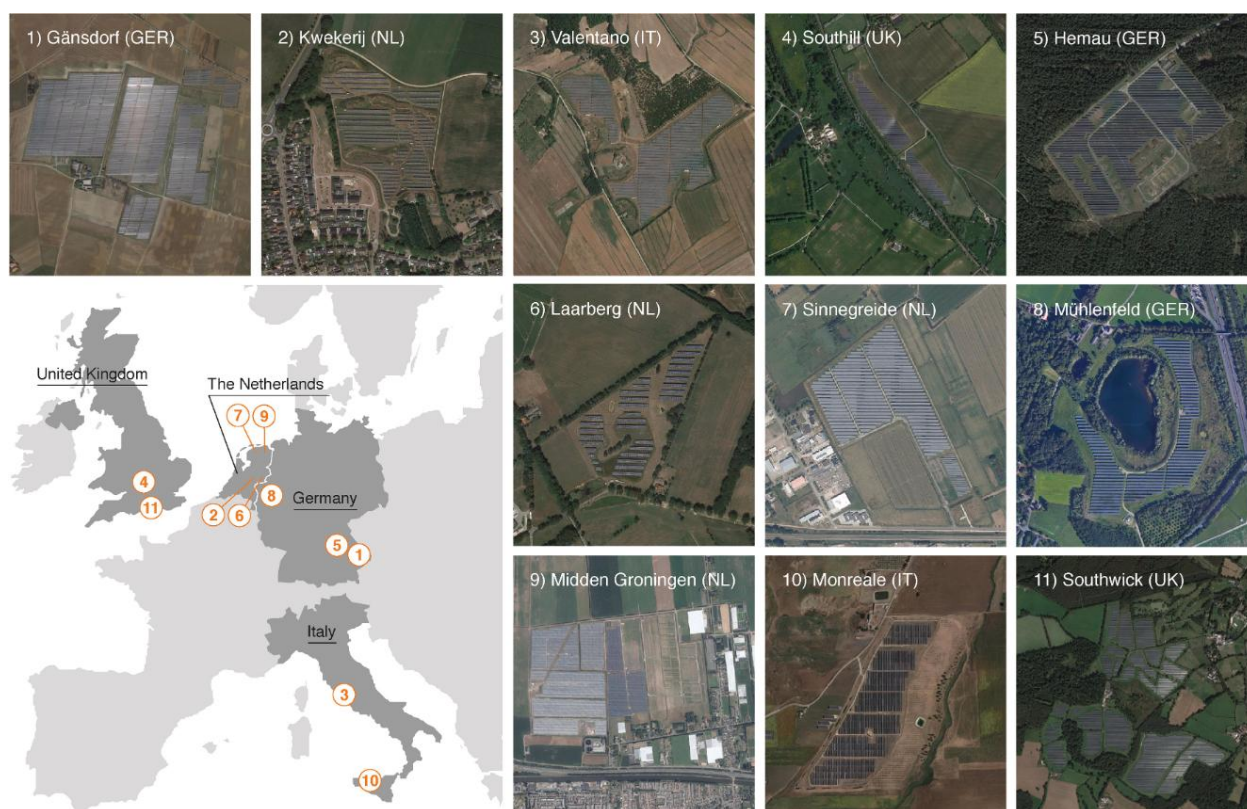 1) Gänsdorf (GER)
2) Kwekerij (NL)
3) Valentano (IT)
4) Southill (UK)
5) Hemau (GER)
6) Laarberg (NL)
7) Sinnegreide (NL)
8) Mühlenfeld (GER)
United Kingdom
The Netherlands
7
9
4
8
Germany
11
2
6
5
1
Italy
3
10
9) Midden Groningen (NL)
10) Monreale (IT)
11) Southwick (UK)